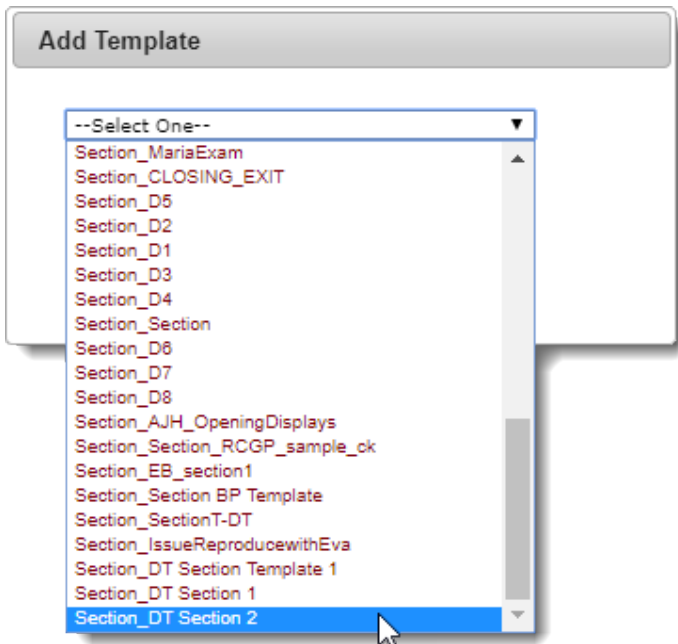 Add Template
--Select One--
Section_MariaExam
Section_CLOSING_EXIT
Section_D5
Section_D2
Section_D1
Section_D3
Section_D4
Section_Section
Section_D6
Section_D7
Section_D8
Section_AJH_OpeningDisplays
Section_Section_RCGP_sample_ck
Section_EB_section1
Section_Section BP Template
Section_SectionT-DT
Section_IssueReproducewithEva
Section_DT Section Template 1
Section_DT Section 1
Section_DT Section 2